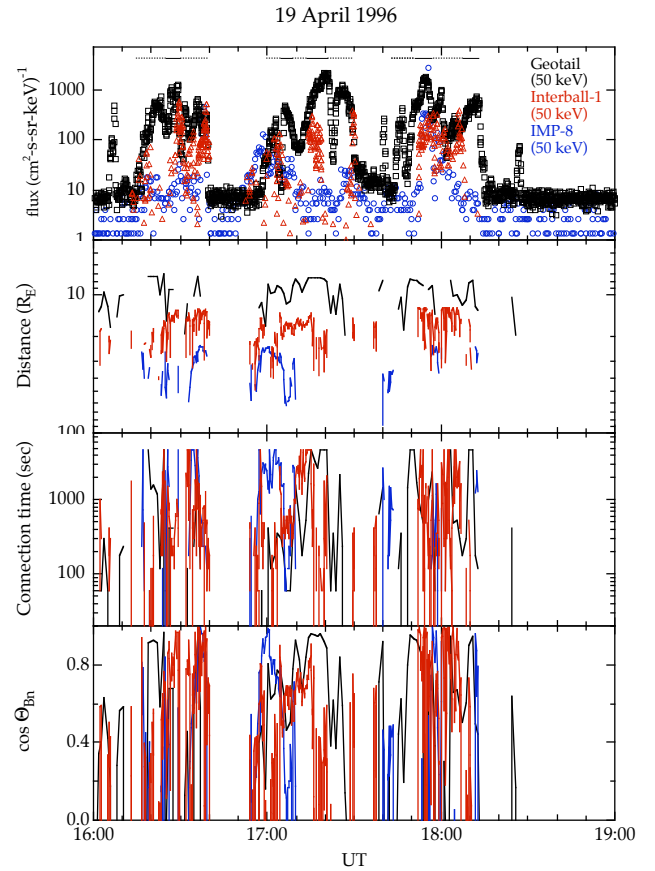 19 April 1996
flux (cm²-s-sr-keV)⁻¹
1000
100
10
1
Geotail
(50 keV)
Interball-1
(50 keV)
IMP-8
(50 keV)
Distance (R_E)
10
100
Connection time (sec)
1000
100
cos Θ_Bn
0.8
0.4
0.0
16:00
17:00
18:00
19:00
UT